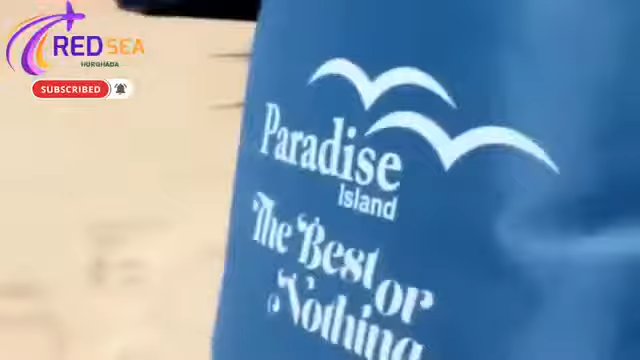 RED SEA
HURGHADA
SUBSCRIBED
Paradise
Island
The Best or
Nothing